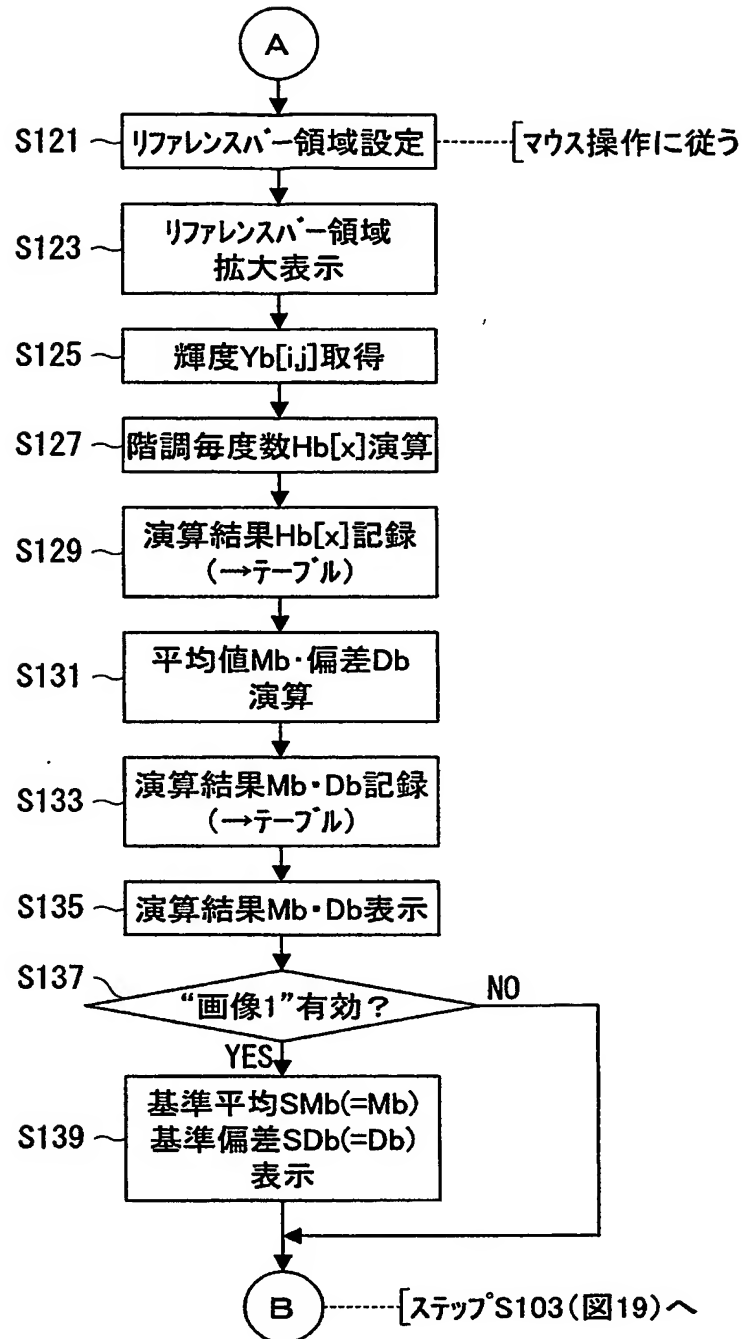 A
S121
リファレンスバー領域設定
マウス操作に従う
S123
リファレンスバー領域
拡大表示
S125
輝度Yb[i,j]取得
S127
階調毎度数Hb[x]演算
S129
演算結果Hb[x]記録
(→テーブル)
S131
平均値Mb・偏差Db
演算
S133
演算結果Mb・Db記録
(→テーブル)
S135
演算結果Mb・Db表示
S137
“画像1”有効?
NO
YES
S139
基準平均SMb(=Mb)
基準偏差SDb(=Db)
表示
B
ステップS103(図19)へ